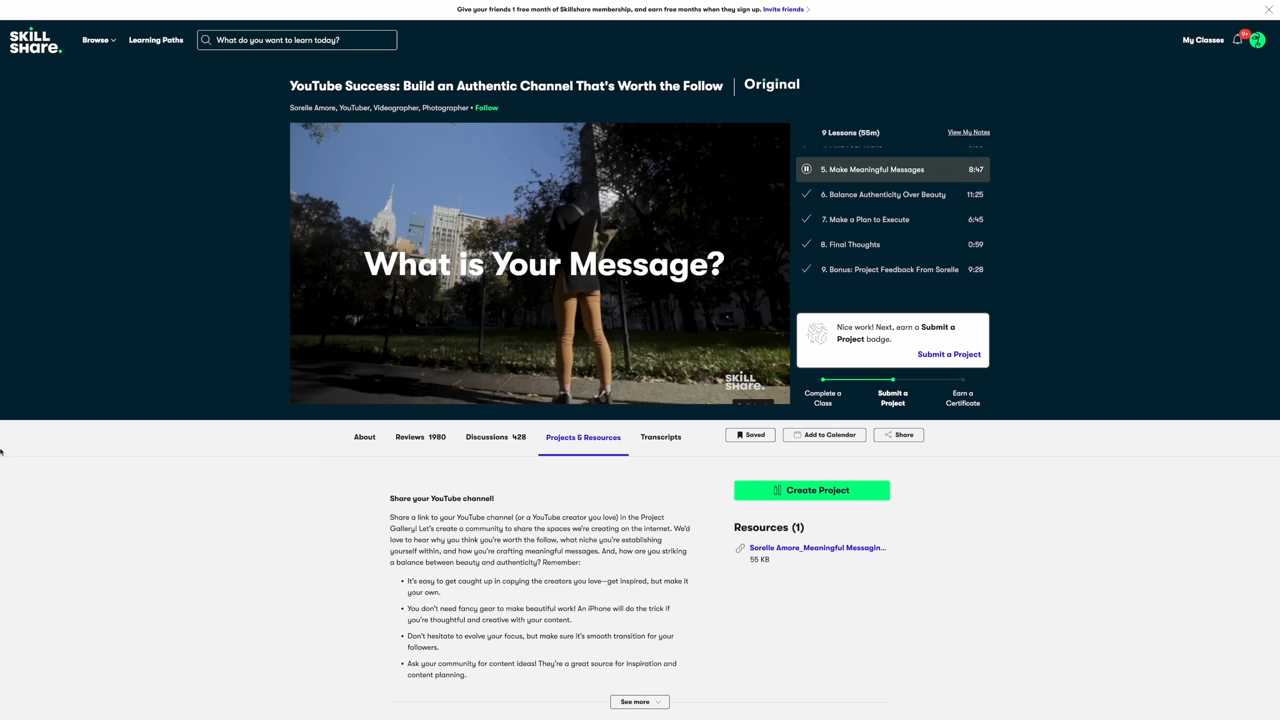 Give your friends 1 free month of Skillshare membership, and earn free months when they sign up. Invite friends
SKILL
SHARE.
Browse
Learning Paths
What do you want to learn today?
My Classes
9+
YouTube Success: Build an Authentic Channel That's Worth the Follow
Original
Sorelle Amore, YouTuber, Videographer, Photographer • Follow
What is Your Message?
SKILL
SHARE.
9 Lessons (55m)
View My Notes
5. Make Meaningful Messages 8:47
6. Balance Authenticity Over Beauty 11:25
7. Make a Plan to Execute 6:45
8. Final Thoughts 0:59
9. Bonus: Project Feedback From Sorelle 9:28
Nice work! Next, earn a Submit a
Project badge.
Submit a Project
Complete a
Class
Submit a
Project
Earn a
Certificate
About
Reviews 1980
Discussions 428
Projects & Resources
Transcripts
Saved
Add to Calendar
Share
Share your YouTube channel!
Share a link to your YouTube channel (or a YouTube creator you love) in the Project
Gallery! Let's create a community to share the spaces we're creating on the internet. We'd
love to hear why you think you're worth the follow, what niche you're establishing
yourself within, and how you're crafting meaningful messages. And, how are you striking
a balance between beauty and authenticity? Remember:
• It's easy to get caught up in copying the creators you love—get inspired, but make it
your own.
• You don't need fancy gear to make beautiful work! An iPhone will do the trick if
you're thoughtful and creative with your content.
• Don't hesitate to evolve your focus, but make sure it's smooth transition for your
followers.
• Ask your community for content ideas! They're a great source for inspiration and
content planning.
See more
Create Project
Resources (1)
Sorelle Amore_Meaningful Messagin...
55 KB